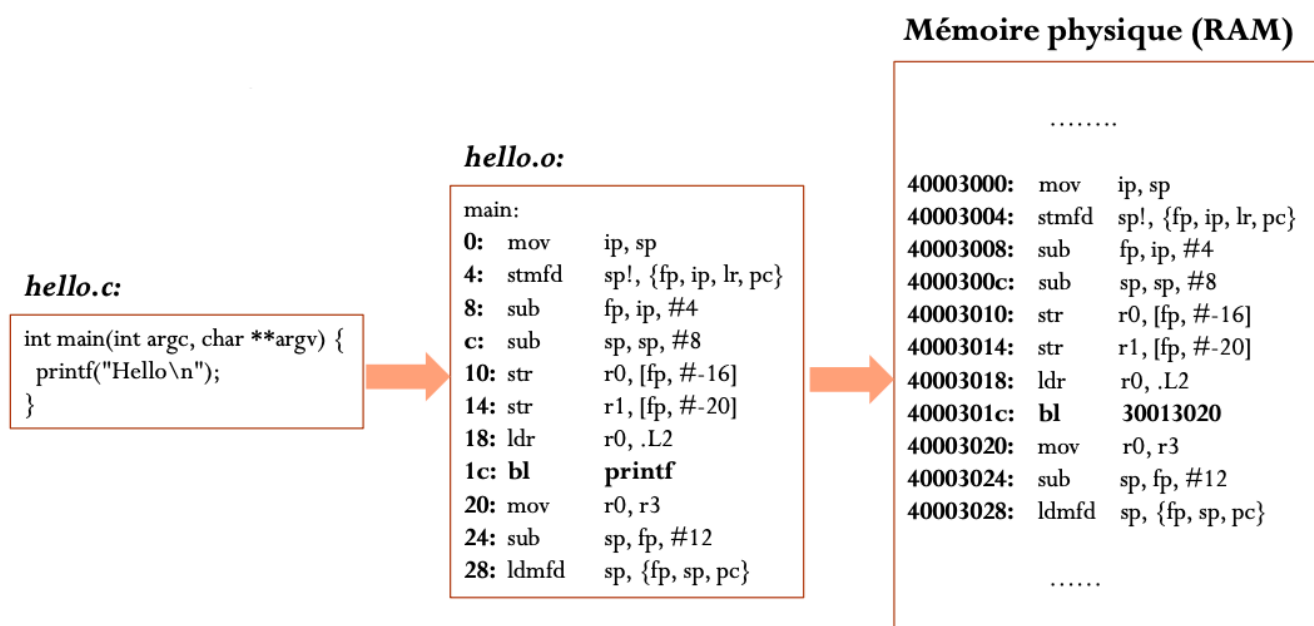 hello.c:
int main(int argc, char **argv) {
printf("Hello\n");
}
hello.o:
main:
0: mov ip, sp
4: stmfd sp!, {fp, ip, lr, pc}
8: sub fp, ip, #4
c: sub sp, sp, #8
10: str r0, [fp, #-16]
14: str r1, [fp, #-20]
18: ldr r0, .L2
1c: bl printf
20: mov r0, r3
24: sub sp, fp, #12
28: ldmfd sp, {fp, sp, pc}
Mémoire physique (RAM)
........
40003000: mov ip, sp
40003004: stmfd sp!, {fp, ip, lr, pc}
40003008: sub fp, ip, #4
4000300c: sub sp, sp, #8
40003010: str r0, [fp, #-16]
40003014: str r1, [fp, #-20]
40003018: ldr r0, .L2
4000301c: bl 30013020
40003020: mov r0, r3
40003024: sub sp, fp, #12
40003028: ldmfd sp, {fp, sp, pc}
......